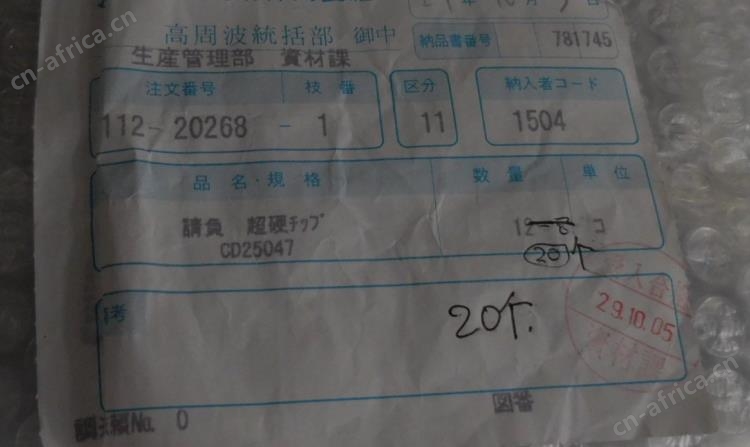 高周波統括部 御中
生産管理部 資材課
納品書番号 781745
注文番号 枝番 区分 納入者コード
112-20268 - 1 11 1504
品名・規格 数量 単位
請負 超硬チップ 12 コ
CD25047
20个
考
20个.
29.10.05
資材課
No. 0
図番
cn-africa.cn
cn-africa.cn